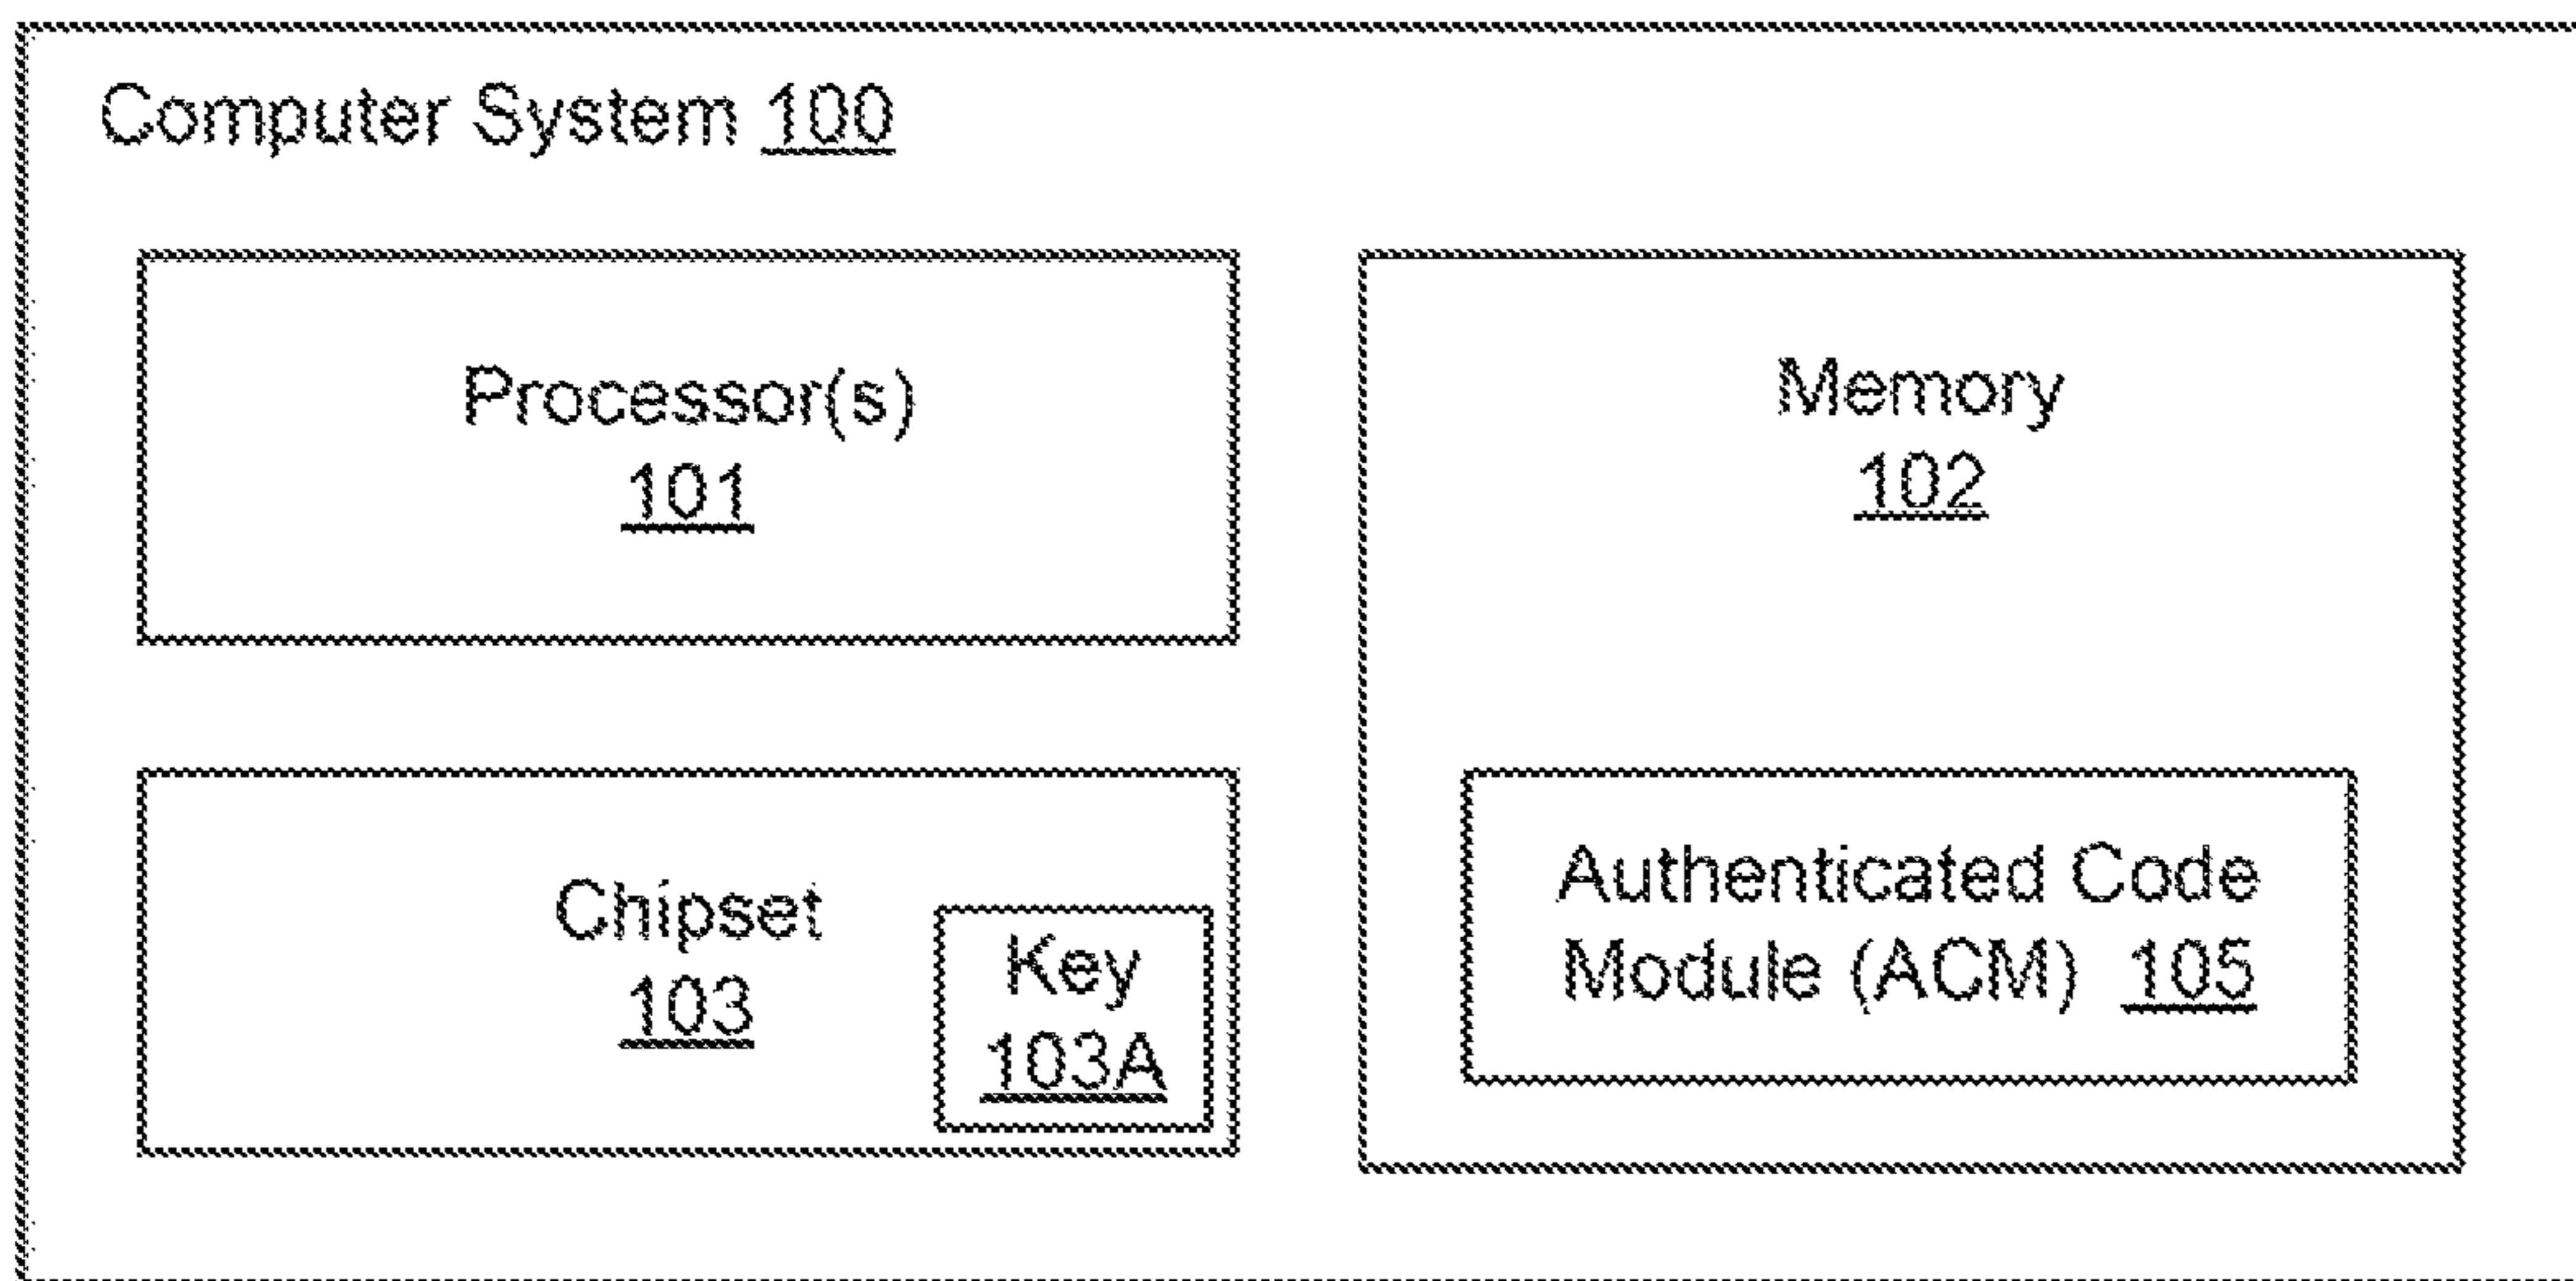 Computer System 100
Processor(s)
101
Memory
102
Chipset
103
Key
103A
Authenticated Code
Module (ACM) 105